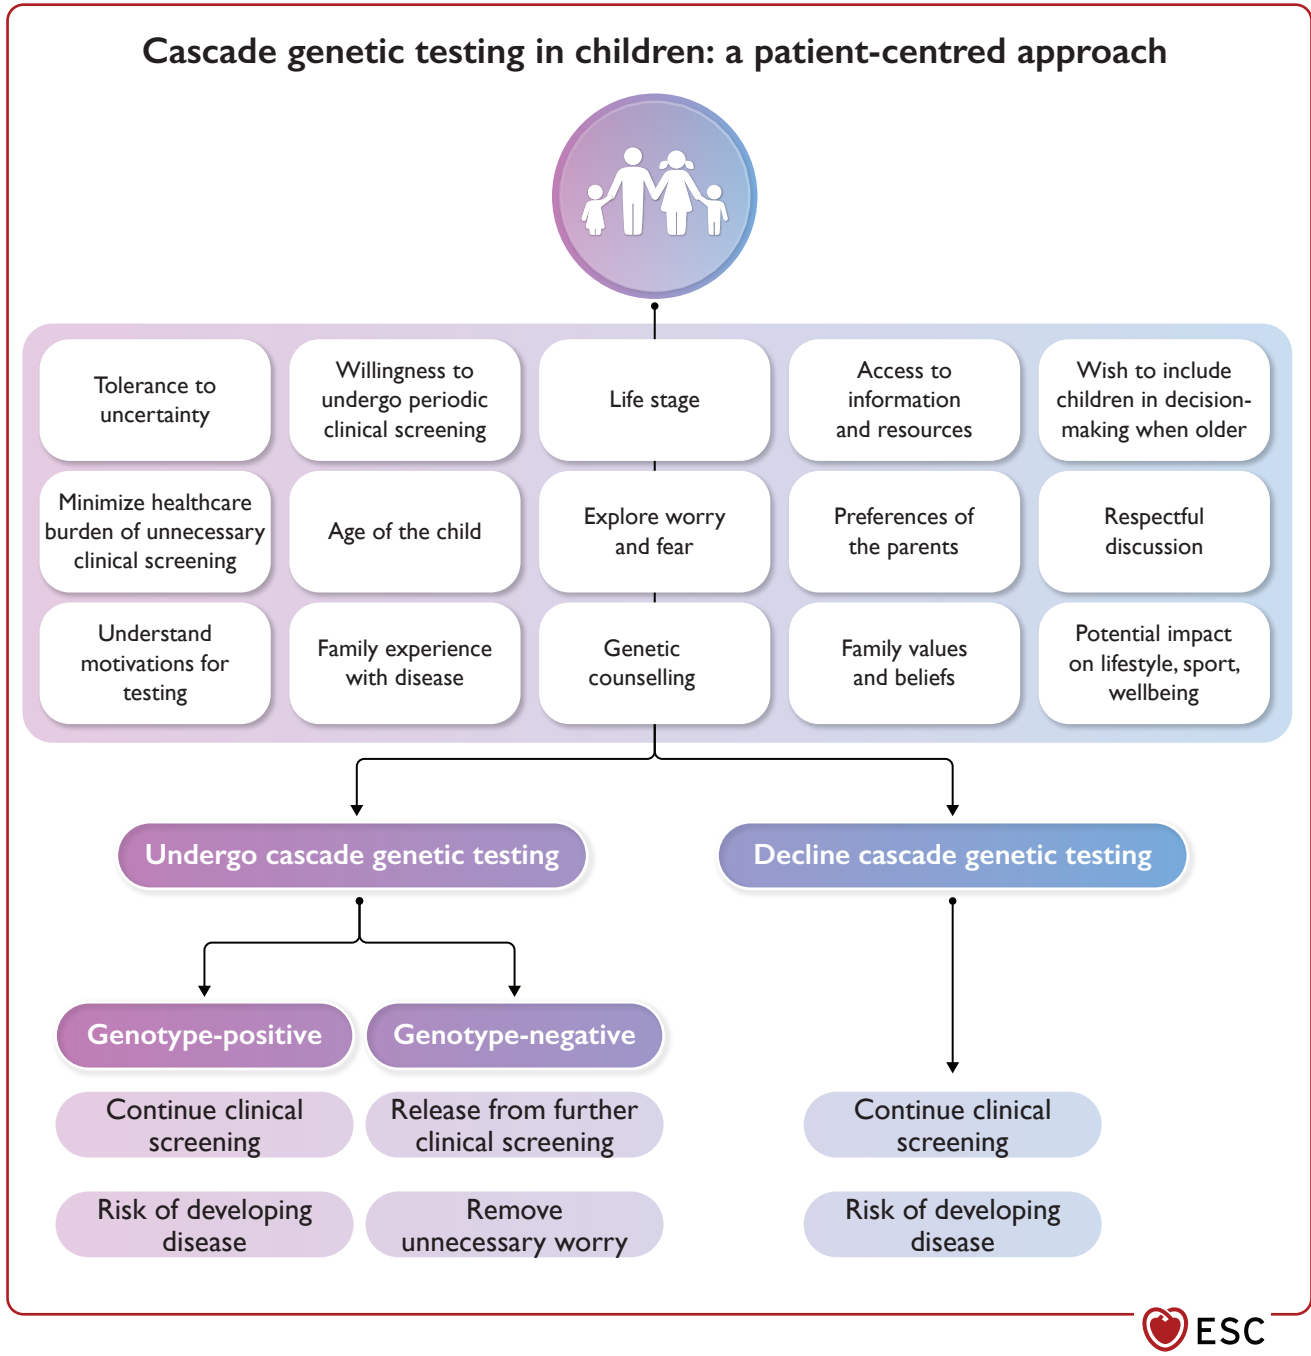 Cascade genetic testing in children: a patient-centred approach
Tolerance to
uncertainty
Willingness to
undergo periodic
clinical screening
Life stage
Access to
information
and resources
Wish to include
children in decision-
making when older
Minimize healthcare
burden of unnecessary
clinical screening
Age of the child
Explore worry
and fear
Preferences of
the parents
Respectful
discussion
Understand
motivations for
testing
Family experience
with disease
Genetic
counselling
Family values
and beliefs
Potential impact
on lifestyle, sport,
wellbeing
Undergo cascade genetic testing
Decline cascade genetic testing
Genotype-positive
Genotype-negative
Continue clinical
screening
Release from further
clinical screening
Continue clinical
screening
Risk of developing
disease
Remove
unnecessary worry
Risk of developing
disease
ESC